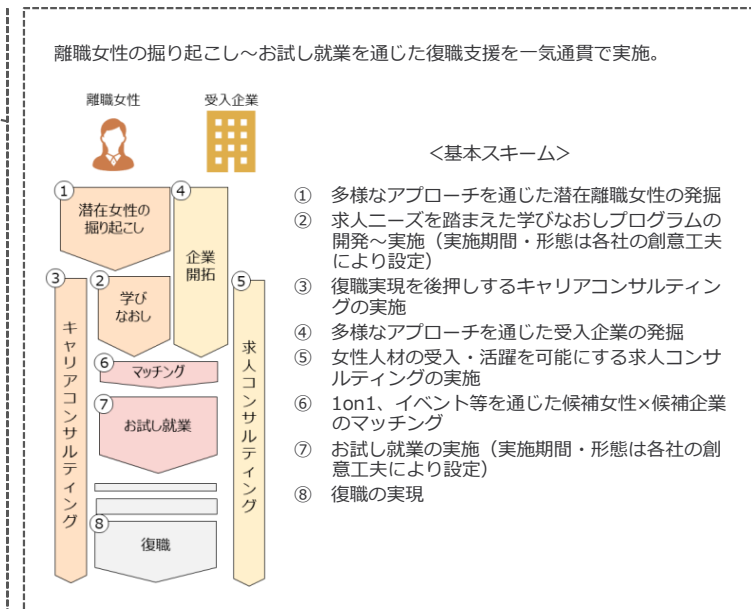 離職女性の掘り起こし～お試し就業を通じた復職支援を一気通貫で実施。
離職女性
受入企業
①
潜在女性の
掘り起こし
④
企業
開拓
③
キャリアコンサルティング
②
学び
なおし
⑤
求人コンサルティング
⑥
マッチング
⑦
お試し就業
⑧
復職
＜基本スキーム＞
① 多様なアプローチを通じた潜在離職女性の発掘
② 求人ニーズを踏まえた学びなおしプログラムの
開発～実施（実施期間・形態は各社の創意工夫
により設定）
③ 復職実現を後押しするキャリアコンサルティン
グの実施
④ 多様なアプローチを通じた受入企業の発掘
⑤ 女性人材の受入・活躍を可能にする求人コンサ
ルティングの実施
⑥ 1on1、イベント等を通じた候補女性×候補企業
のマッチング
⑦ お試し就業の実施（実施期間・形態は各社の創
意工夫により設定）
⑧ 復職の実現